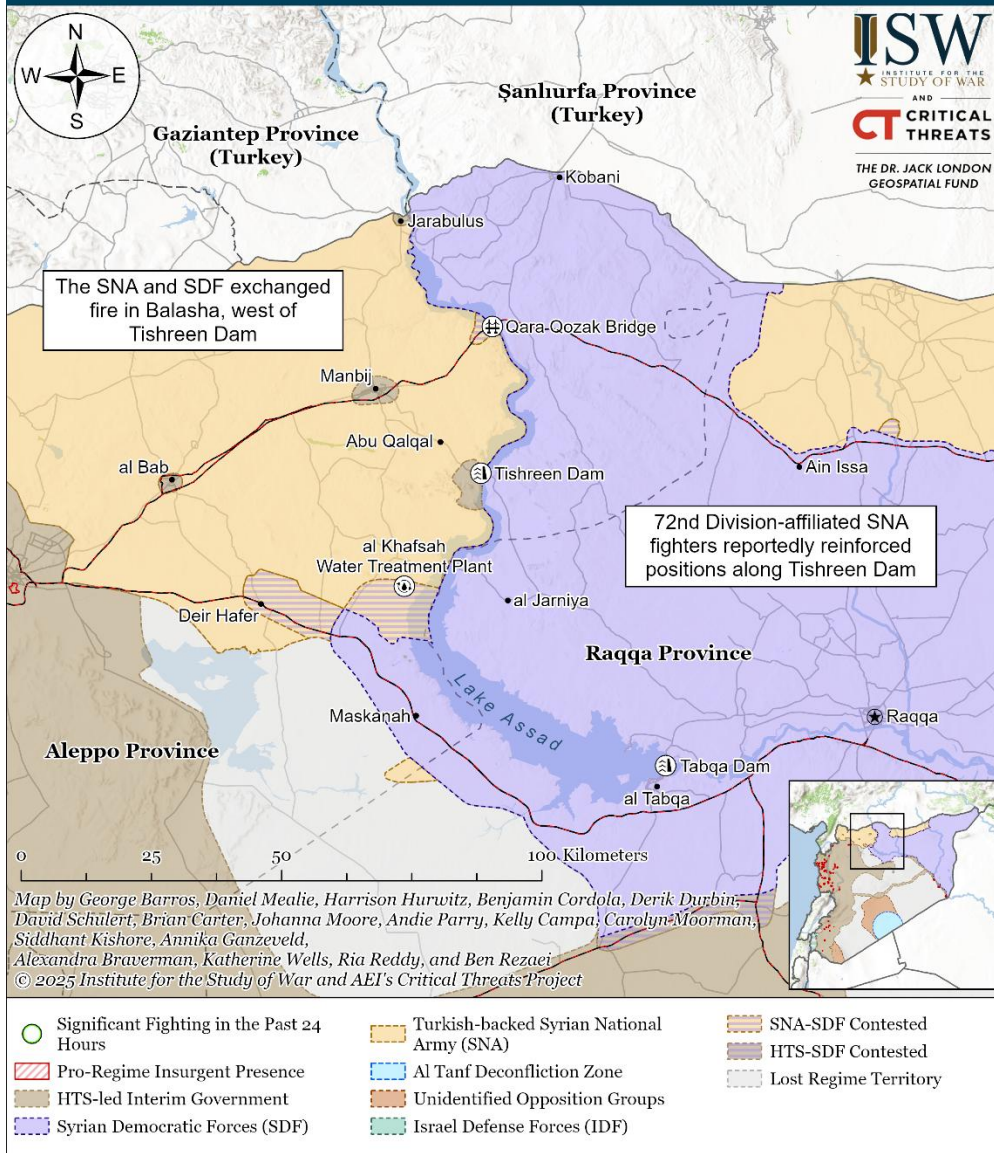 N
W
E
S
ISW
INSTITUTE FOR THE
STUDY OF WAR
AND
CT CRITICAL
THREATS
THE DR. JACK LONDON
GEOSPATIAL FUND
Şanlıurfa Province
(Turkey)
Gaziantep Province
(Turkey)
Kobani
Jarabulus
The SNA and SDF exchanged
fire in Balasha, west of
Tishreen Dam
Qara-Qozak Bridge
Manbij
Abu Qalqal
al Bab
Tishreen Dam
Ain Issa
72nd Division-affiliated SNA
fighters reportedly reinforced
positions along Tishreen Dam
al Khafsah
Water Treatment Plant
Deir Hafer
al Jarniya
Raqqa Province
Lake Assad
Maskanah
Raqqa
Aleppo Province
Tabqa Dam
al Tabqa
0 25 50 100 Kilometers
Map by George Barros, Daniel Mealie, Harrison Hurwitz, Benjamin Cordola, Derik Durbin,
David Schulert, Brian Carter, Johanna Moore, Andie Parry, Kelly Campa, Carolyn Moorman,
Siddhant Kishore, Annika Ganzeveld,
Alexandra Braverman, Katherine Wells, Ria Reddy, and Ben Rezaei
© 2025 Institute for the Study of War and AEI's Critical Threats Project
Significant Fighting in the Past 24
Hours
Pro-Regime Insurgent Presence
HTS-led Interim Government
Syrian Democratic Forces (SDF)
Turkish-backed Syrian National
Army (SNA)
Al Tanf Deconfliction Zone
Unidentified Opposition Groups
Israel Defense Forces (IDF)
SNA-SDF Contested
HTS-SDF Contested
Lost Regime Territory